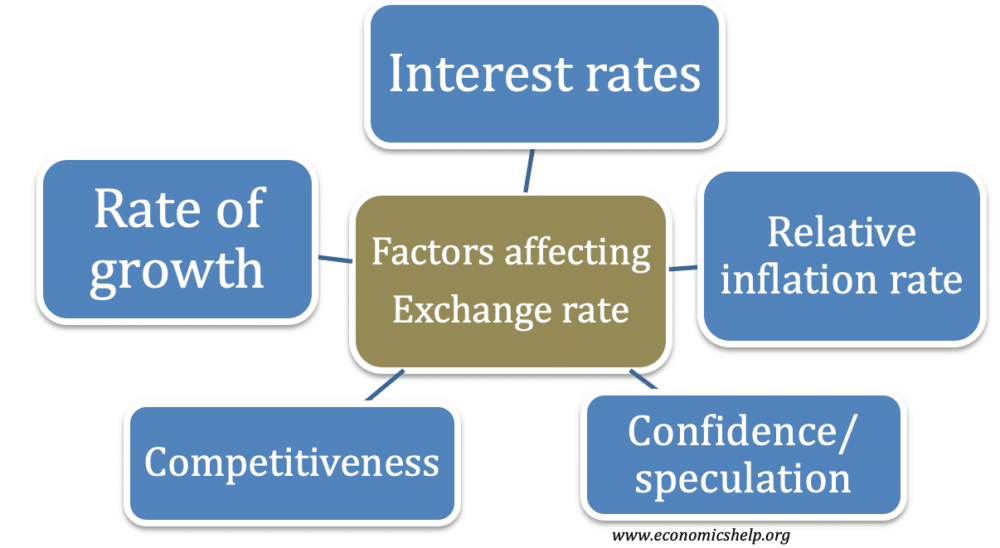 Interest rates
Rate of
growth
Factors affecting
Exchange rate
Relative
inflation rate
Competitiveness
Confidence/
speculation
www.economicshelp.org